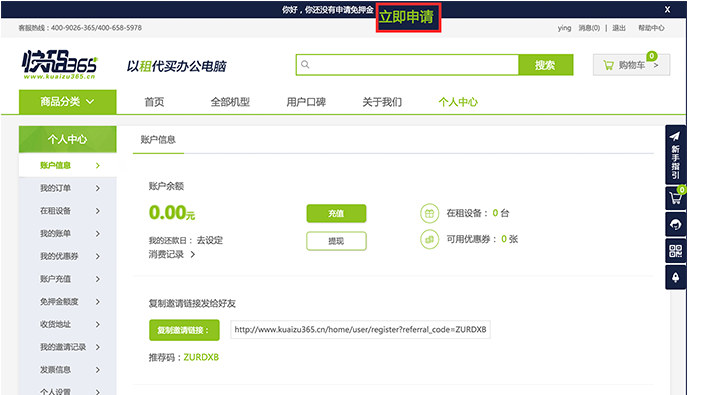 你好，你还没有申请免押金 立即申请 X
客服热线：400-9026-365/400-658-5978 ying 消息(0) | 退出 帮助中心
快租365
www.kuaizu365.cn
以租代买办公电脑
搜索
购物车 > 0
商品分类 首页 全部机型 用户口碑 关于我们 个人中心
个人中心
账户信息
我的订单
在租设备
我的账单
我的优惠券
账户充值
免押金额度
收货地址
我的邀请记录
发票信息
个人设置
账户信息
账户余额
0.00元
充值
在租设备：0 台
我的还款日：去设定
提现
可用优惠券：0 张
消费记录 >
复制邀请链接发给好友
复制邀请链接：
http://www.kuaizu365.cn/home/user/register?referral_code=ZURDXB
推荐码：ZURDXB
新手指引
0